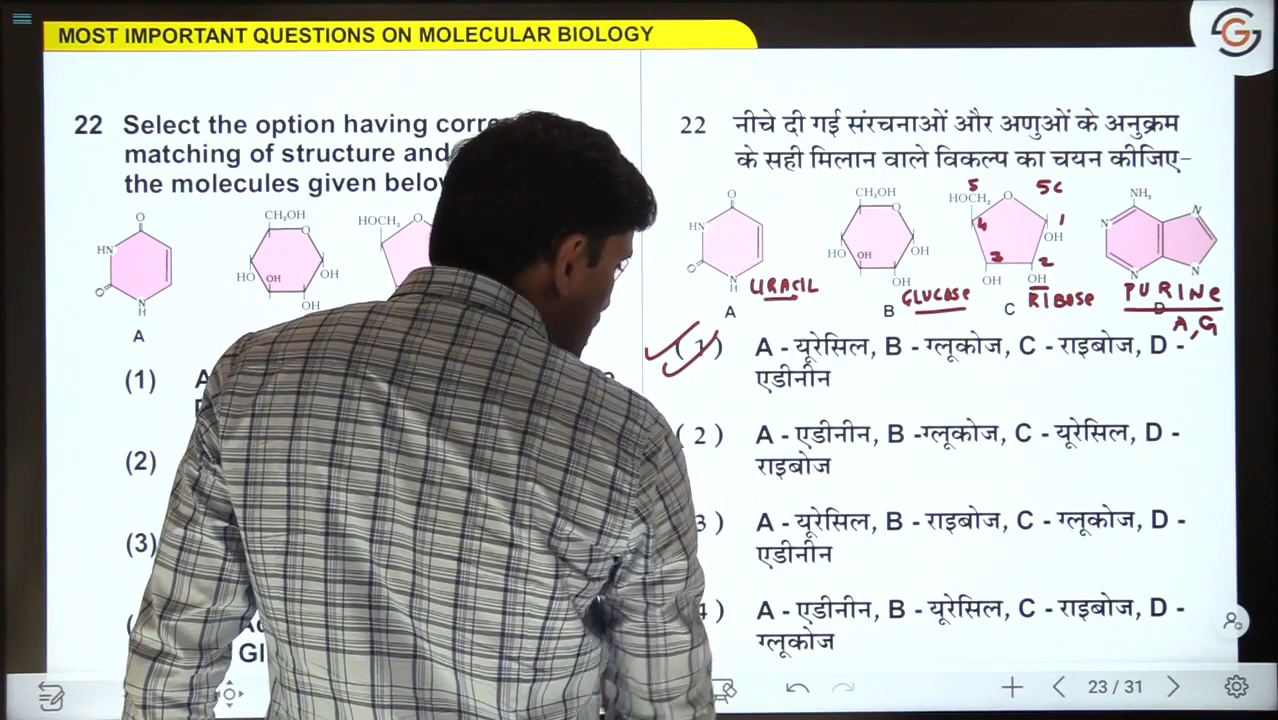 MOST IMPORTANT QUESTIONS ON MOLECULAR BIOLOGY
22 Select the option having
matching of structure and
the molecules given
O
HN
O
N
H
A
CH₂OH
O
HO OH OH
OH
HOCH₂ O
(1)
(2)
(3)
22 नीचे दी गई संरचनाओं और अणुओं के अनुक्रम
के सही मिलान वाले विकल्प का चयन कीजिए–
O
HN
O
N
H
URACIL
A
CH₂OH
O
HO OH OH
OH
B GLUCOSE
5 5C
HOCH₂ O
4 1
OH
3 2
OH OH
C RIBOSE
NH₂
N N
N N
PURINE
D
A, G
(1) A - यूरेसिल, B - ग्लूकोज, C - राइबोज, D -
एडीनीन
( 2 ) A - एडीनीन, B -ग्लूकोज, C - यूरेसिल, D -
राइबोज
3 ) A - यूरेसिल, B - राइबोज, C - ग्लूकोज, D -
एडीनीन
4 ) A - एडीनीन, B - यूरेसिल, C - राइबोज, D -
ग्लूकोज
23 / 31